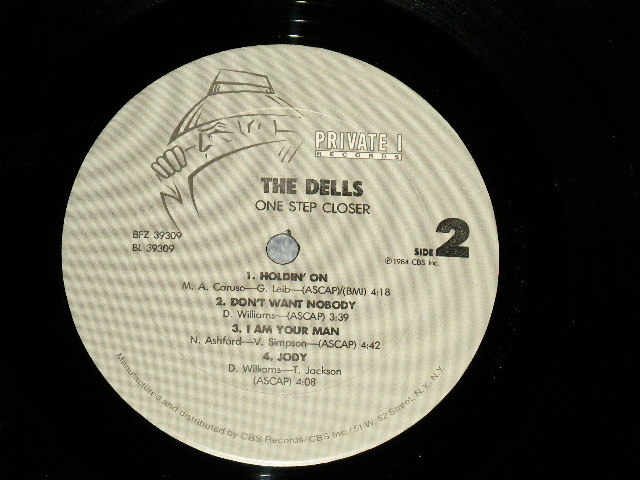 PRIVATE I
RECORDS
THE DELLS
ONE STEP CLOSER
BFZ 39309
BL 39309
SIDE 2
℗1984 CBS Inc.
1. HOLDIN' ON
M. A. Caruso—G. Leib—(ASCAP)/(BMI) 4:18
2. DON'T WANT NOBODY
D. Williams—(ASCAP) 3:39
3. I AM YOUR MAN
N. Ashford—V. Simpson—(ASCAP) 4:42
4. JODY
D. Williams—T. Jackson
(ASCAP) 4:08
Manufactured and distributed by CBS Records/CBS Inc./51 W. 52 Street, N.Y., N.Y.